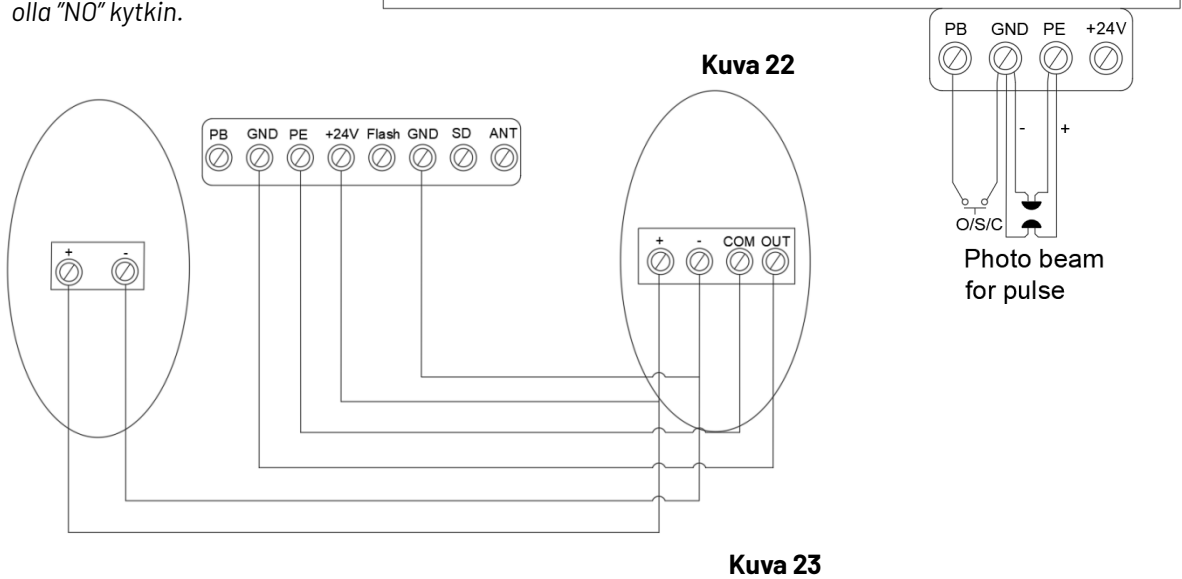 olla "NO" kytkin.
PB GND PE +24V
Kuva 22
PB GND PE +24V Flash GND SD ANT
- +
O/S/C
+ -
+ - COM OUT
Photo beam
for pulse
Kuva 23